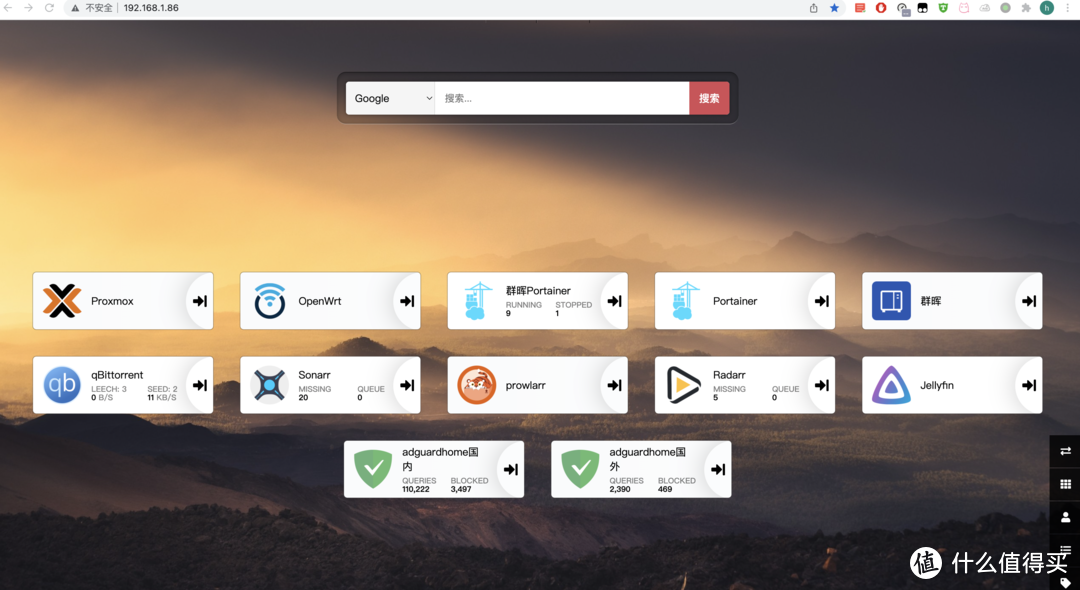 不安全 192.168.1.86
h
Google 搜索... 搜索
Proxmox
OpenWrt
群晖Portainer
RUNNING STOPPED
9 1
Portainer
群晖
qb
qBittorrent
LEECH: 3 SEED: 2
0 B/S 11 KB/S
Sonarr
MISSING QUEUE
20 0
prowlarr
Radarr
MISSING QUEUE
5 0
Jellyfin
adguardhome国
内
QUERIES BLOCKED
110,222 3,497
adguardhome国
外
QUERIES BLOCKED
2,390 469
值 什么值得买